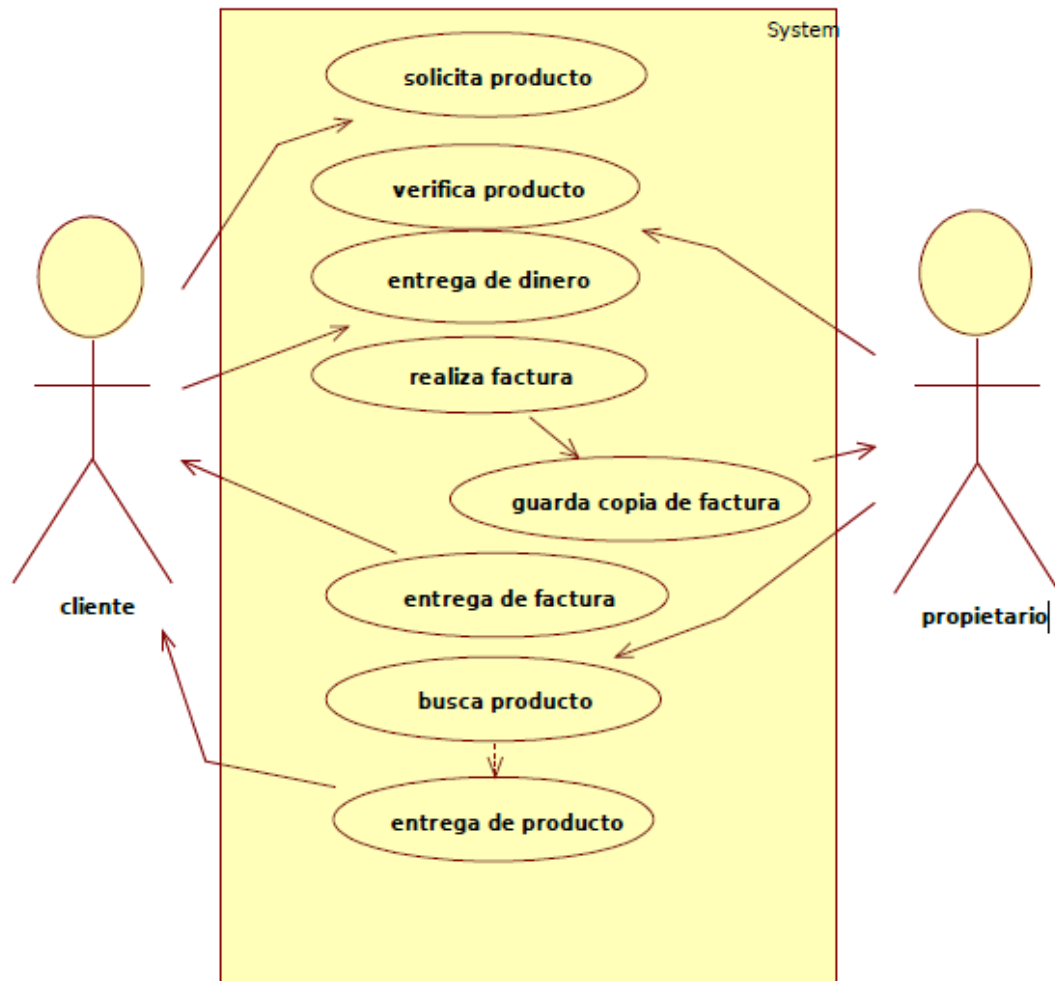 System
solicita producto
verifica producto
entrega de dinero
realiza factura
guarda copia de factura
entrega de factura
cliente
propietario
busca producto
entrega de producto